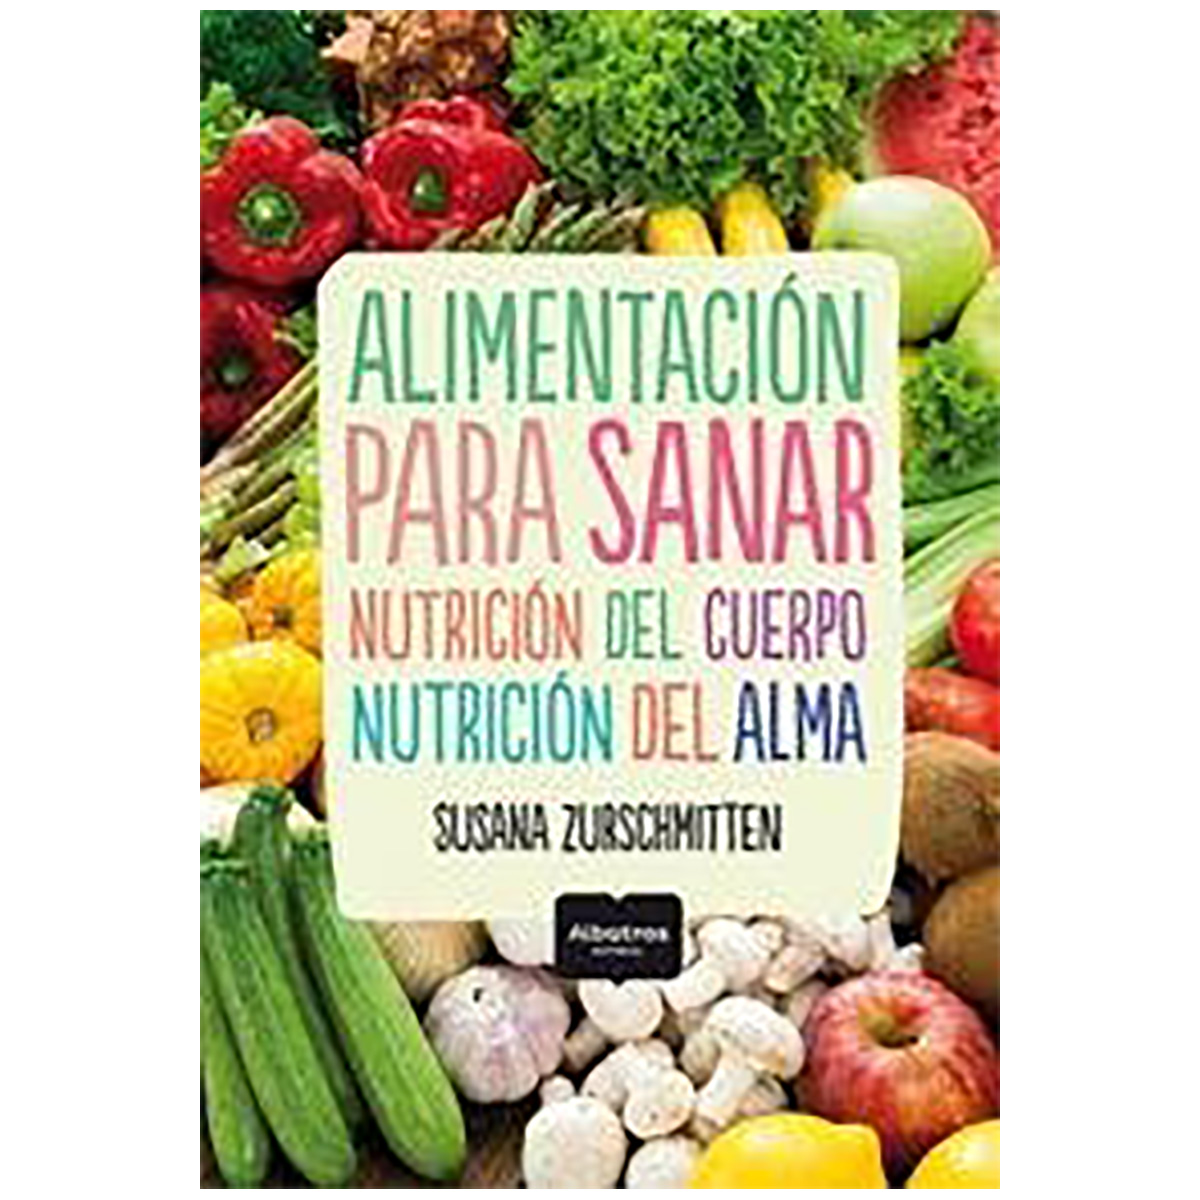 ALIMENTACIÓN
PARA SANAR
NUTRICIÓN DEL CUERPO
NUTRICIÓN DEL ALMA
SUSANA ZURSCHMITTEN
Albatros